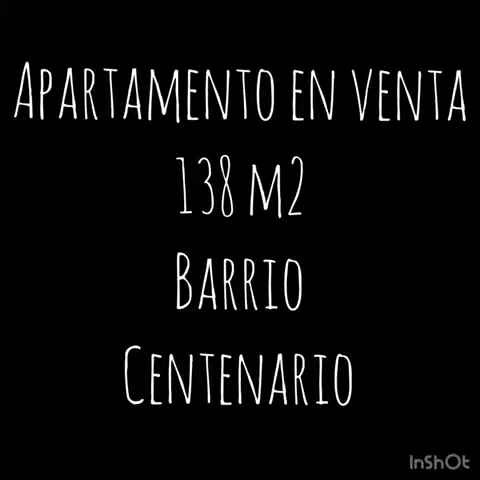 APARTAMENTO EN VENTA
138 M2
BARRIO
CENTENARIO
InShOt